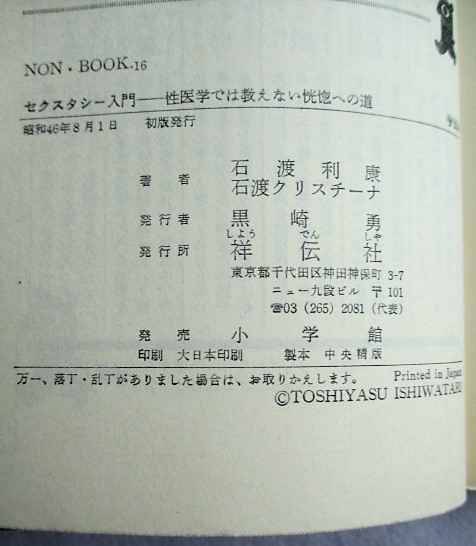 NON・BOOK-16
セクスタシー入門――性医学では教えない恍惚への道
昭和46年8月1日 初版発行
著者 石渡利康
石渡クリスチーナ
発行者 黒崎勇
しよう でん しや
発行所 祥伝社
東京都千代田区神田神保町 3-7
ニュー九段ビル 〒101
☎03 (265) 2081 (代表)
発売 小学館
印刷 大日本印刷 製本 中央精版
万一、落丁・乱丁がありました場合は、お取りかえします。 Printed in Japan
©TOSHIYASU ISHIWATARI